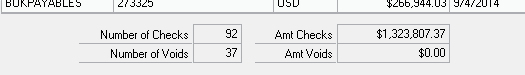 BUKPAYABLES 273325 USD $266,944.03 9/4/2014
Number of Checks 92 Amt Checks $1,323,807.37
Number of Voids 37 Amt Voids $0.00